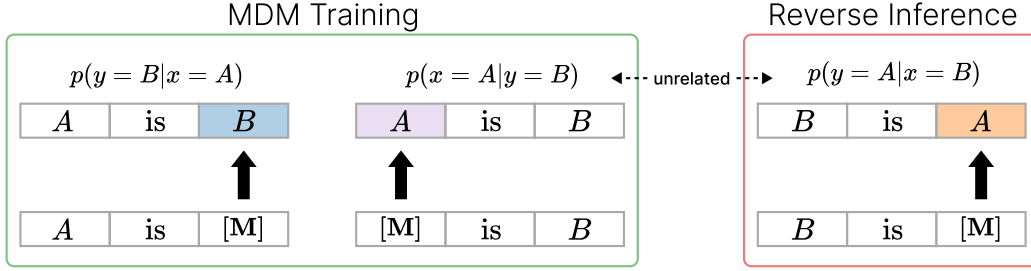 MDM Training
Reverse Inference
p(y = B|x = A)
p(x = A|y = B)
unrelated
p(y = A|x = B)
A is B
A is B
B is A
A is [M]
[M] is B
B is [M]